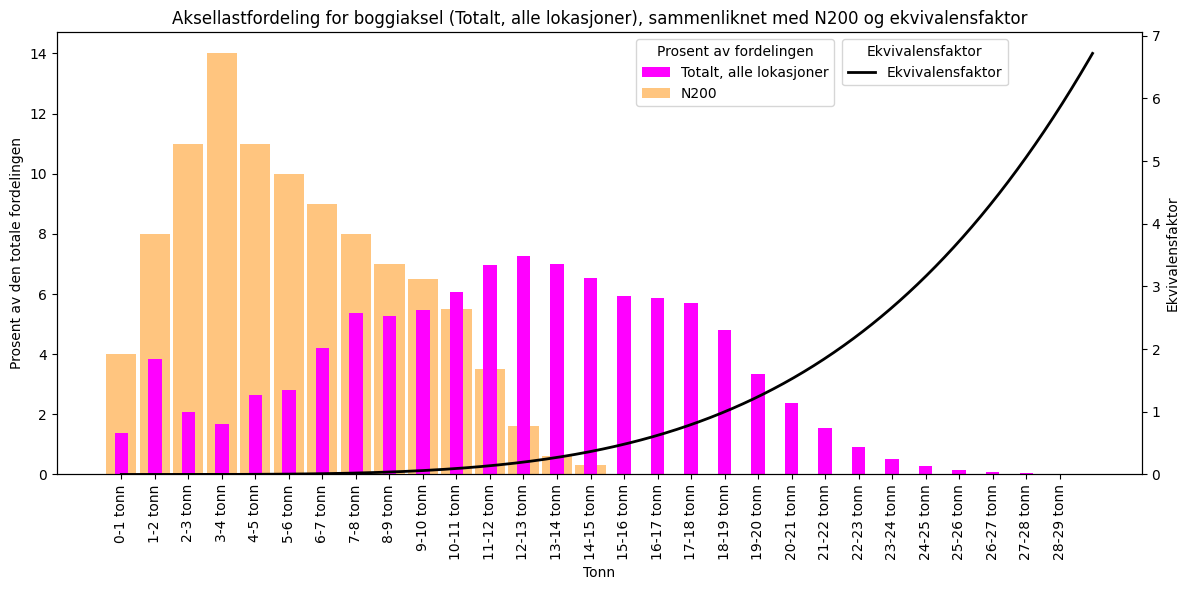 Aksellastfordeling for boggiaksel (Totalt, alle lokasjoner), sammenliknet med N200 og ekvivalensfaktor
Prosent av den totale fordelingen
14
12
10
8
6
4
2
0
Prosent av fordelingen
Totalt, alle lokasjoner
N200
Ekvivalensfaktor
Ekvivalensfaktor
7
6
5
4
3
2
1
0
Ekvivalensfaktor
0-1 tonn
1-2 tonn
2-3 tonn
3-4 tonn
4-5 tonn
5-6 tonn
6-7 tonn
7-8 tonn
8-9 tonn
9-10 tonn
10-11 tonn
11-12 tonn
12-13 tonn
13-14 tonn
14-15 tonn
15-16 tonn
16-17 tonn
17-18 tonn
18-19 tonn
19-20 tonn
20-21 tonn
21-22 tonn
22-23 tonn
23-24 tonn
24-25 tonn
25-26 tonn
26-27 tonn
27-28 tonn
28-29 tonn
Tonn